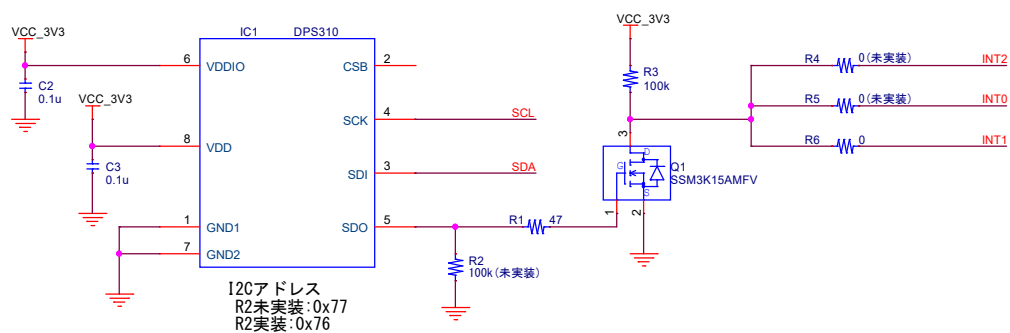 VCC_3V3
IC1 DPS310
VCC_3V3
6 VDDIO
CSB 2
C2
0.1u
VCC_3V3
R3
100k
R4 0(未実装) INT2
R5 0(未実装) INT0
R6 0 INT1
SCK 4 SCL
3
8 VDD
C3
0.1u
SDI 3 SDA
D
G
S
Q1
SSM3K15AMFV
1
2
1 GND1
7 GND2
SDO 5
R1 47
R2
100k(未実装)
I2Cアドレス
R2未実装:0x77
R2実装:0x76